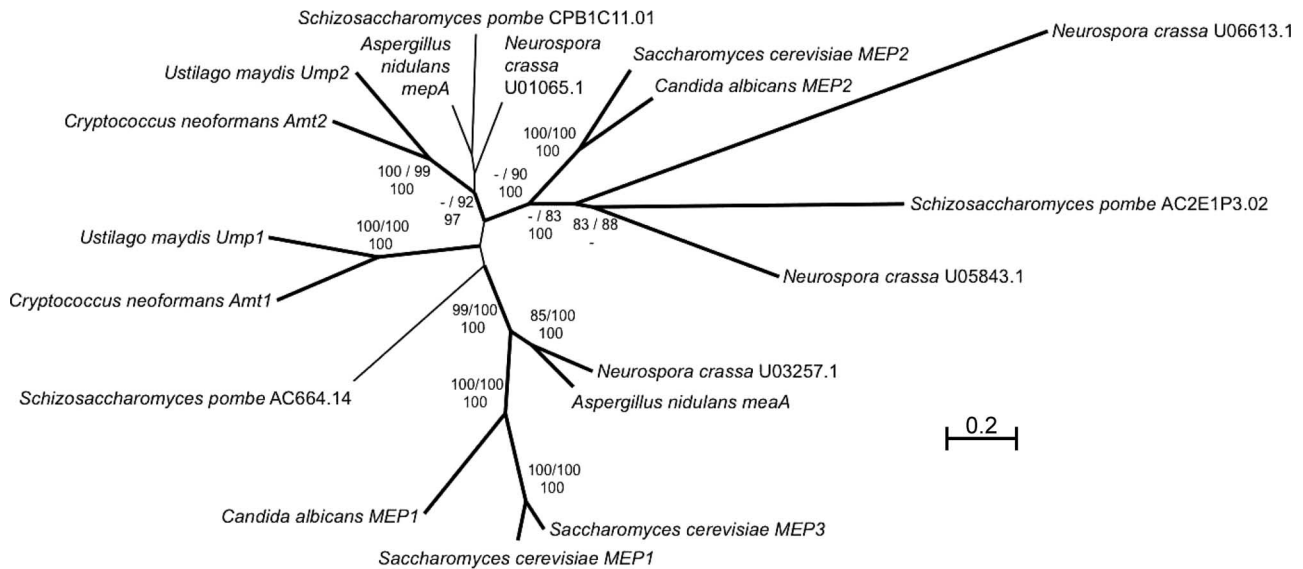 Schizosaccharomyces pombe CPB1C11.01
Neurospora crassa U06613.1
Aspergillus
nidulans
mepA
Neurospora
crassa
U01065.1
Saccharomyces cerevisiae MEP2
Ustilago maydis Ump2
Candida albicans MEP2
Cryptococcus neoformans Amt2
100/100
100
100 / 99
100
- / 90
100
- / 92
97
- / 83
100
83 / 88
-
Schizosaccharomyces pombe AC2E1P3.02
100/100
100
Ustilago maydis Ump1
Neurospora crassa U05843.1
Cryptococcus neoformans Amt1
99/100
100
85/100
100
Neurospora crassa U03257.1
100/100
100
Schizosaccharomyces pombe AC664.14
Aspergillus nidulans meaA
0.2
100/100
100
Candida albicans MEP1
Saccharomyces cerevisiae MEP3
Saccharomyces cerevisiae MEP1